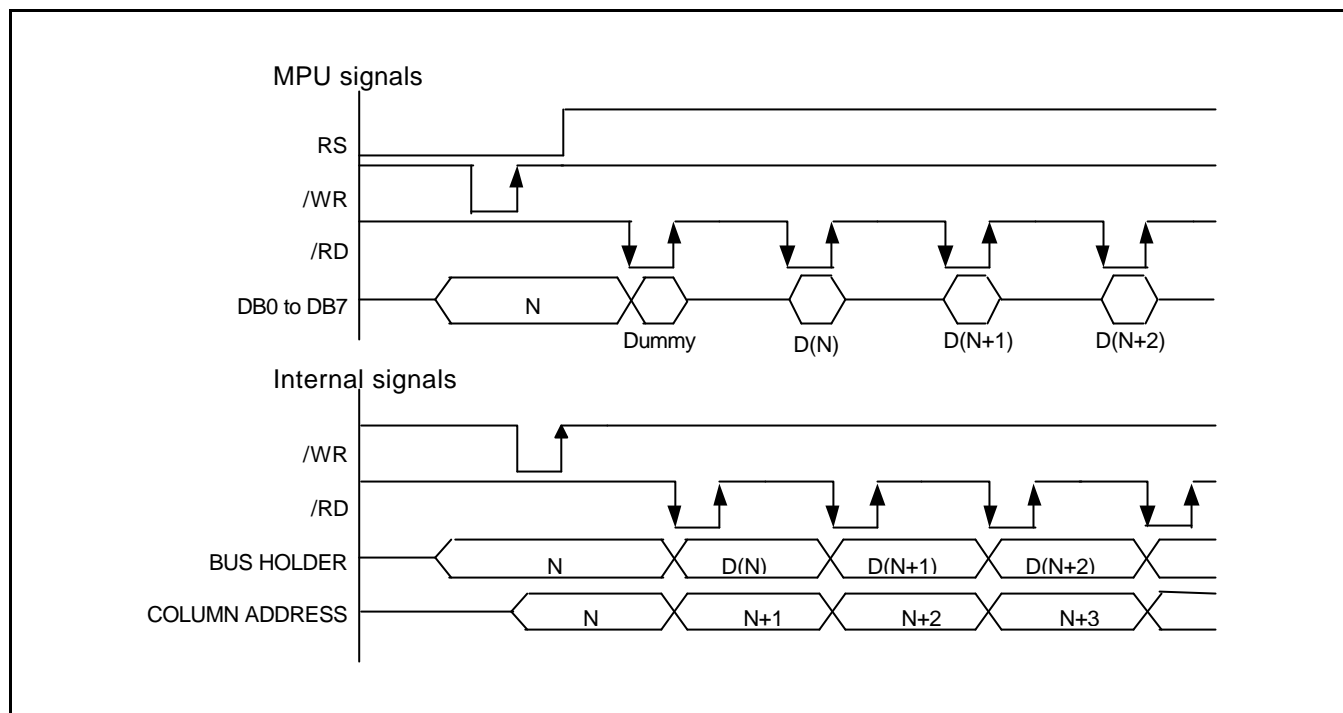 MPU signals
RS
/WR
/RD
DB0 to DB7
N
Dummy
D(N)
D(N+1)
D(N+2)
Internal signals
/WR
/RD
BUS HOLDER
N
D(N)
D(N+1)
D(N+2)
COLUMN ADDRESS
N
N+1
N+2
N+3